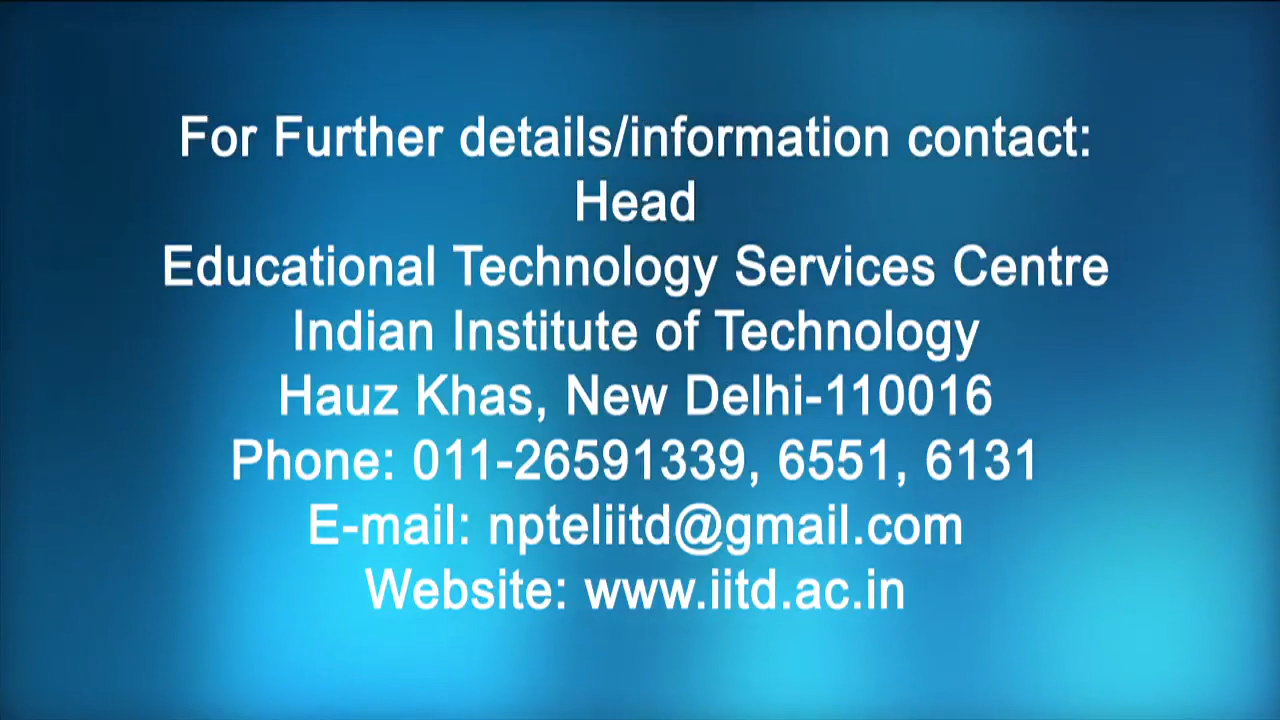 For Further details/information contact:
Head
Educational Technology Services Centre
Indian Institute of Technology
Hauz Khas, New Delhi-110016
Phone: 011-26591339, 6551, 6131
E-mail: npteliitd@gmail.com
Website: www.iitd.ac.in